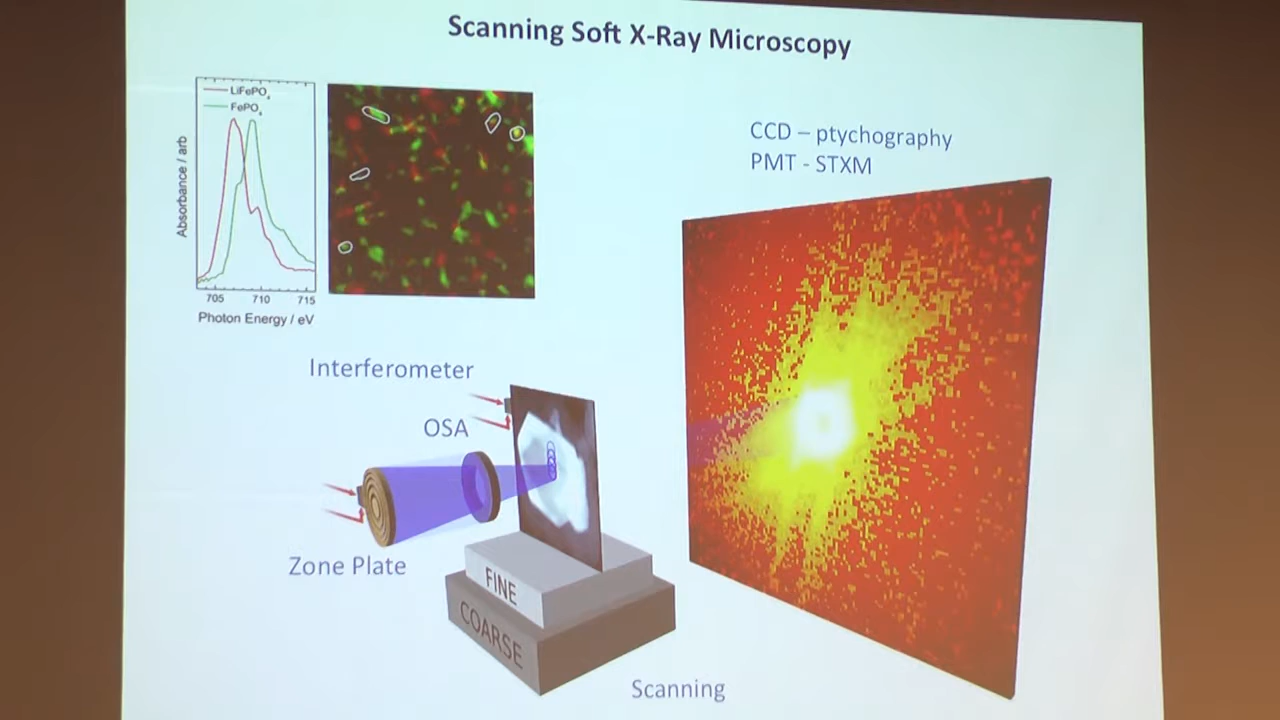 Scanning Soft X-Ray Microscopy
LiFePO4
FePO4
Absorbance / arb
705 710 715
Photon Energy / eV
CCD – ptychography
PMT - STXM
Interferometer
OSA
Zone Plate
FINE
COARSE
Scanning